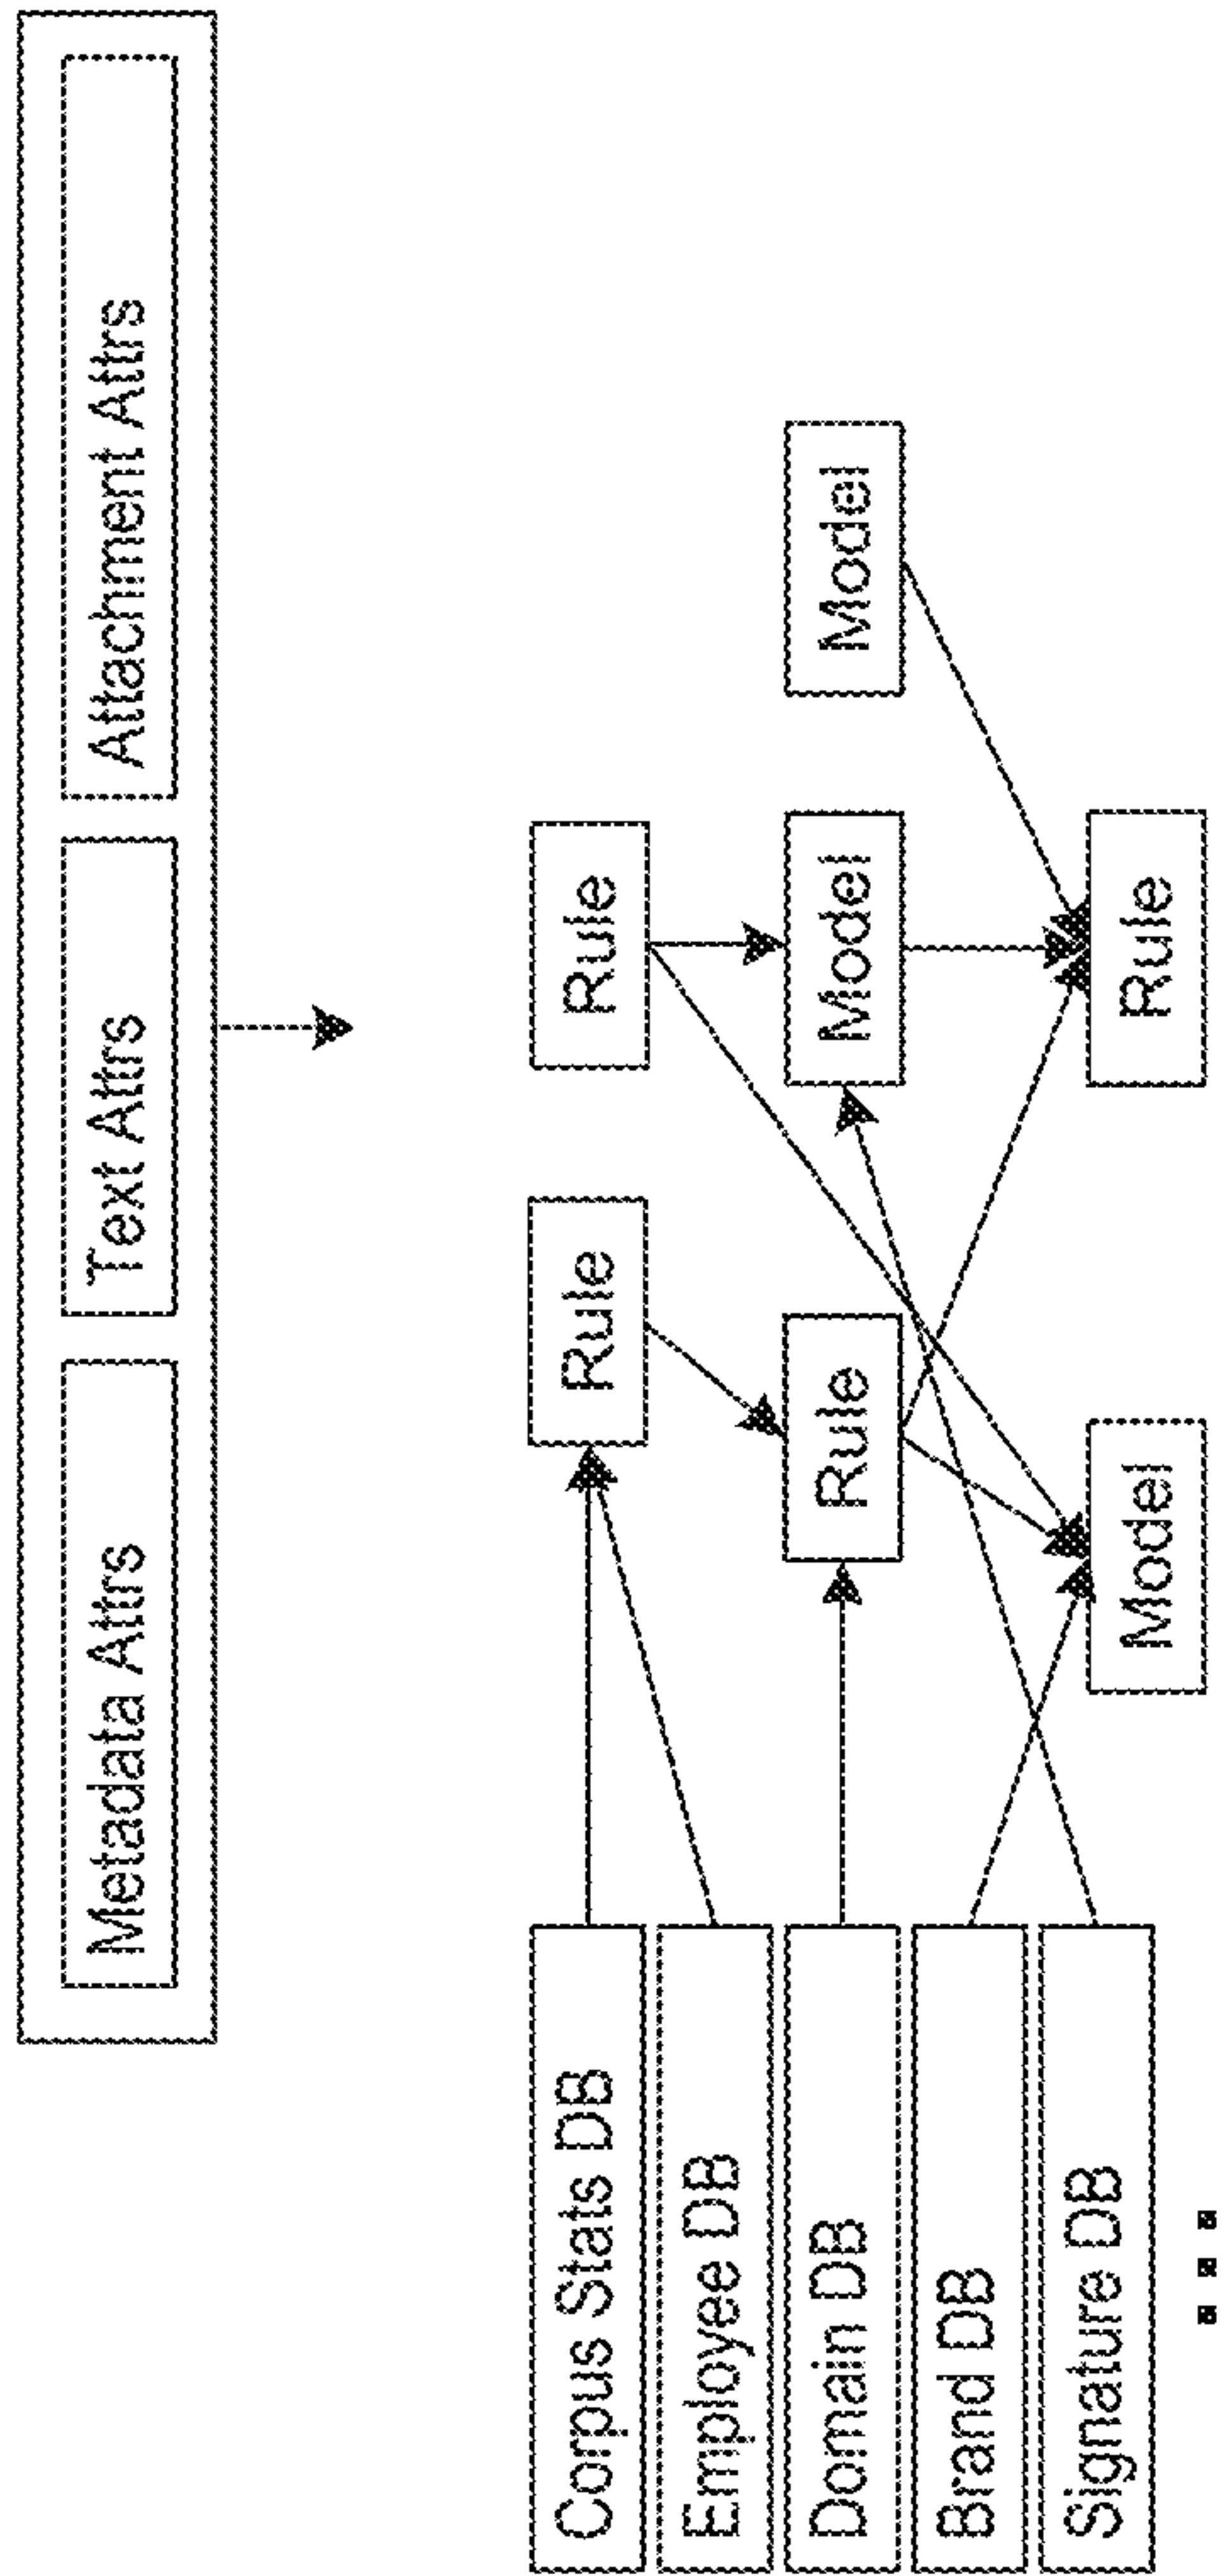 Metadata Attrs
Text Attrs
Attachment Attrs
Corpus Stats DB
Rule
Rule
Employee DB
Domain DB
Rule
Model
Model
Brand DB
Signature DB
Model
Rule